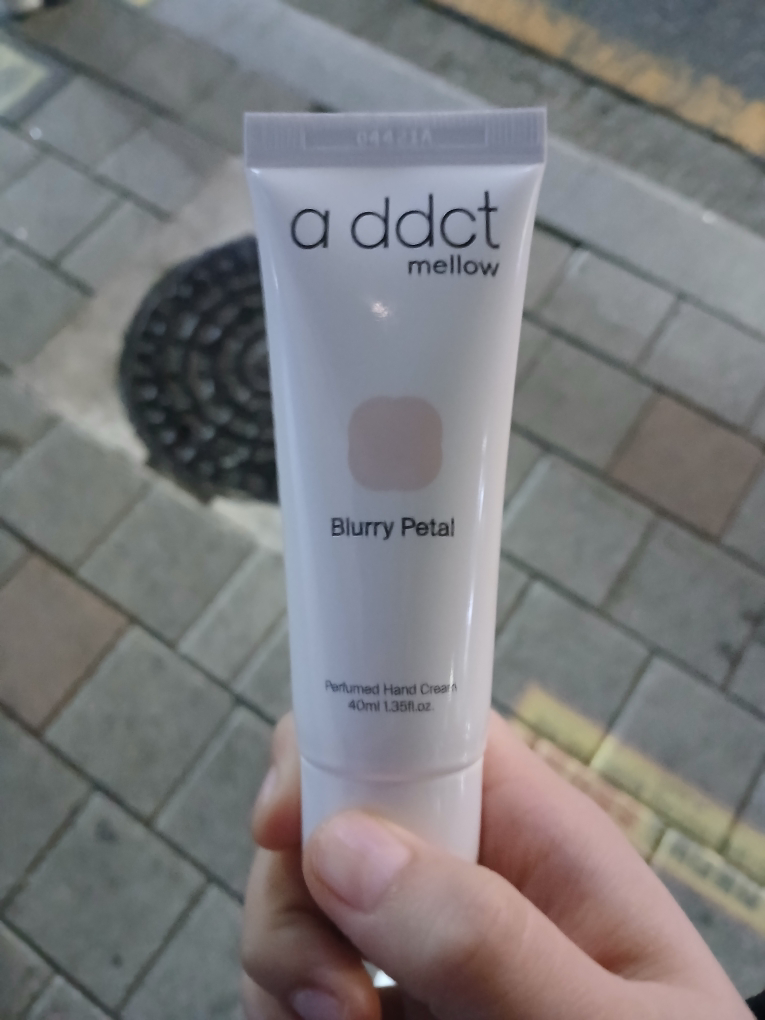 a ddct
mellow
Blurry Petal
Perfumed Hand Cream
40ml 1.35fl.oz.